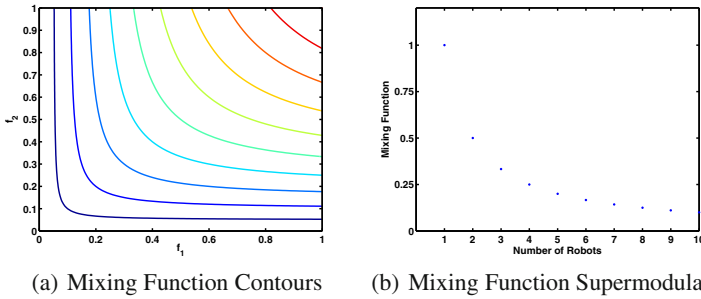 1
0.9
0.8
0.7
0.6
0.5
0.4
0.3
0.2
0.1
0
f2
0 0.2 0.4 0.6 0.8 1
f1
1
0.75
0.5
0.25
0
Mixing Function
1 2 3 4 5 6 7 8 9 10
Number of Robots
(a) Mixing Function Contours
(b) Mixing Function Supermodula